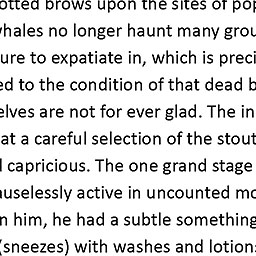 otted brows upon the sites of pop
whales no longer haunt many grou
ure to expatiate in, which is preci
ed to the condition of that dead b
elves are not for ever glad. The in
at a careful selection of the stout
l capricious. The one grand stage
auselessly active in uncounted mo
n him, he had a subtle something
(sneezes) with washes and lotion